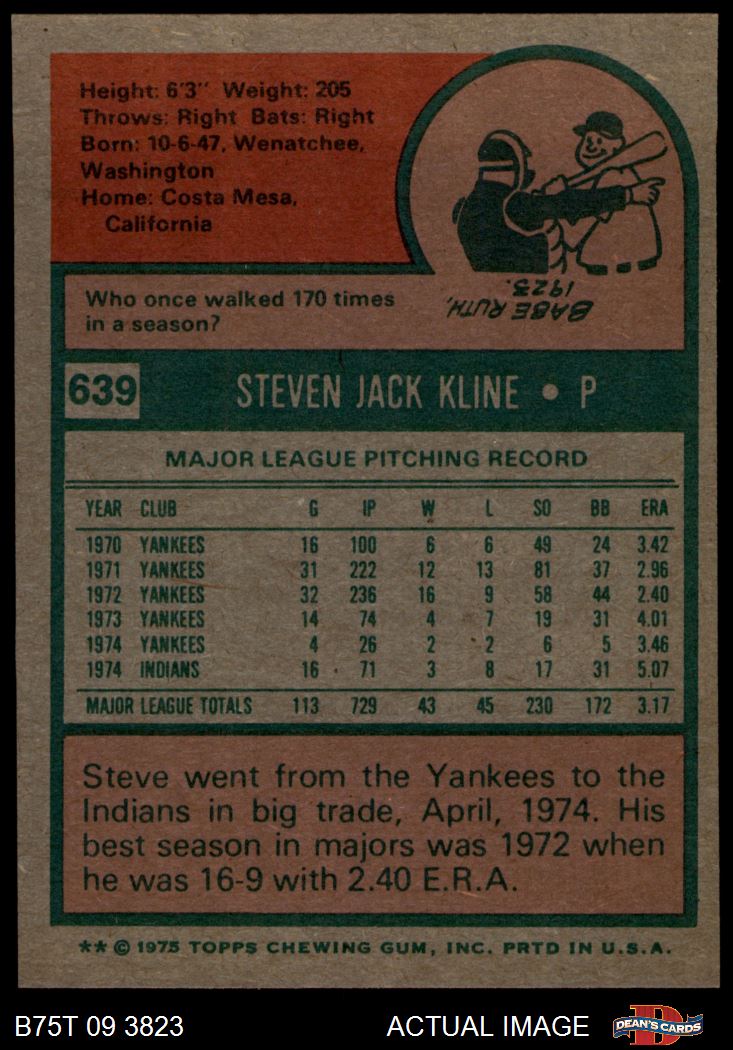 Height: 6'3" Weight: 205
Throws: Right Bats: Right
Born: 10-6-47, Wenatchee,
Washington
Home: Costa Mesa,
California
Who once walked 170 times
in a season?
BABE RUTH,
1923.
639 STEVEN JACK KLINE • P
MAJOR LEAGUE PITCHING RECORD
YEAR CLUB G IP W L SO BB ERA
1970 YANKEES 16 100 6 6 49 24 3.42
1971 YANKEES 31 222 12 13 81 37 2.96
1972 YANKEES 32 236 16 9 58 44 2.40
1973 YANKEES 14 74 4 7 19 31 4.01
1974 YANKEES 4 26 2 2 6 5 3.46
1974 INDIANS 16 71 3 8 17 31 5.07
MAJOR LEAGUE TOTALS 113 729 43 45 230 172 3.17
Steve went from the Yankees to the
Indians in big trade, April, 1974. His
best season in majors was 1972 when
he was 16-9 with 2.40 E.R.A.
** © 1975 TOPPS CHEWING GUM, INC. PRTD IN U.S.A.
B75T 09 3823 ACTUAL IMAGE D DEAN'S CARDS